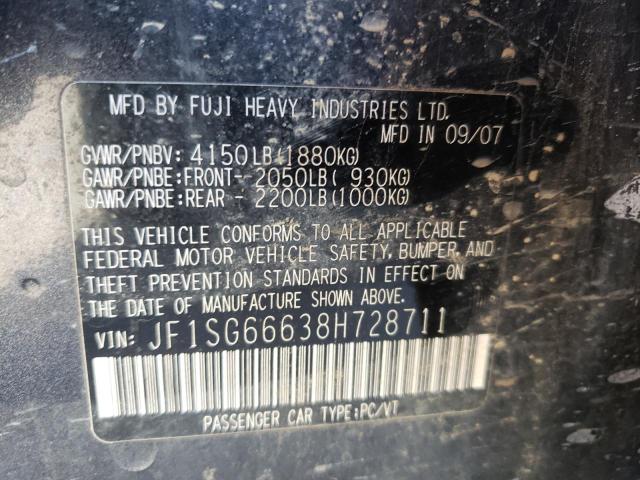 MFD BY FUJI HEAVY INDUSTRIES LTD.
MFD IN 09/07
GVWR/PNBV: 4150LB(1880KG)
GAWR/PNBE:FRONT- 2050LB( 930KG)
GAWR/PNBE:REAR - 2200LB(1000KG)
THIS VEHICLE CONFORMS TO ALL APPLICABLE
FEDERAL MOTOR VEHICLE SAFETY, BUMPER, AND
THEFT PREVENTION STANDARDS IN EFFECT ON
THE DATE OF MANUFACTURE SHOWN ABOVE.
VIN: JF1SG66638H728711
PASSENGER CAR TYPE:PC/VT